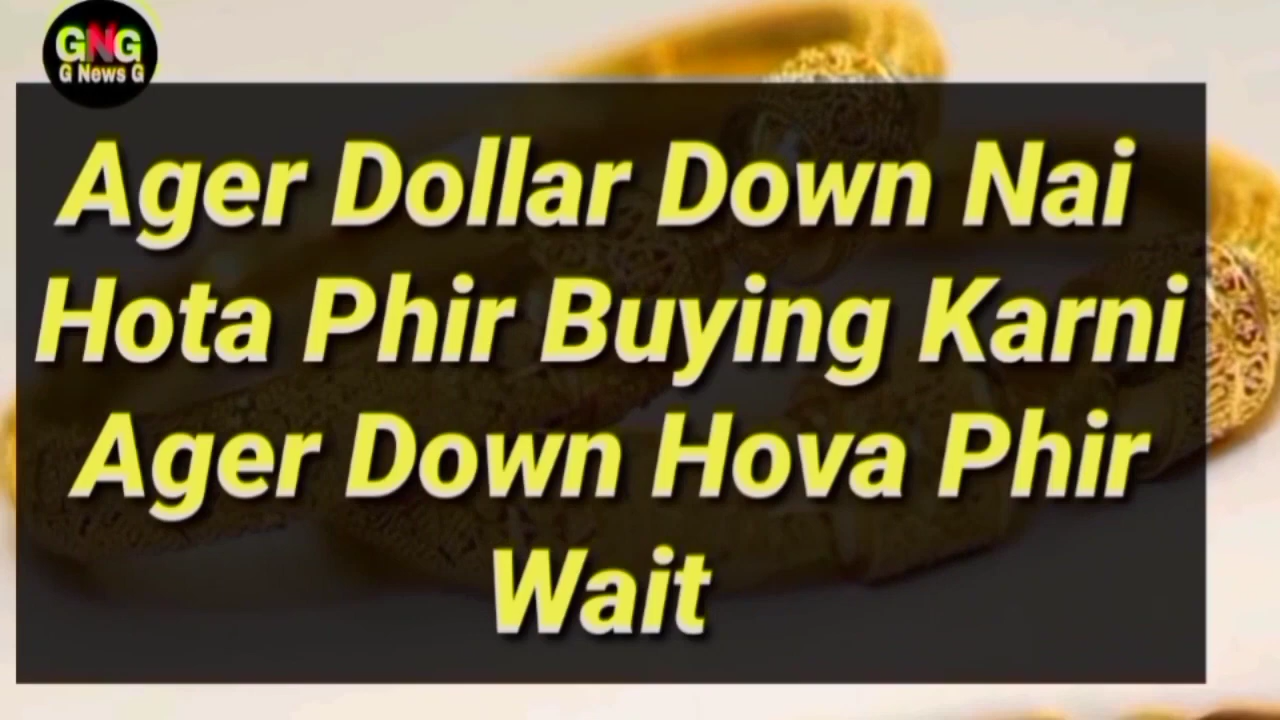 GNG
G News G
Ager Dollar Down Nai
Hota Phir Buying Karni
Ager Down Hova Phir
Wait